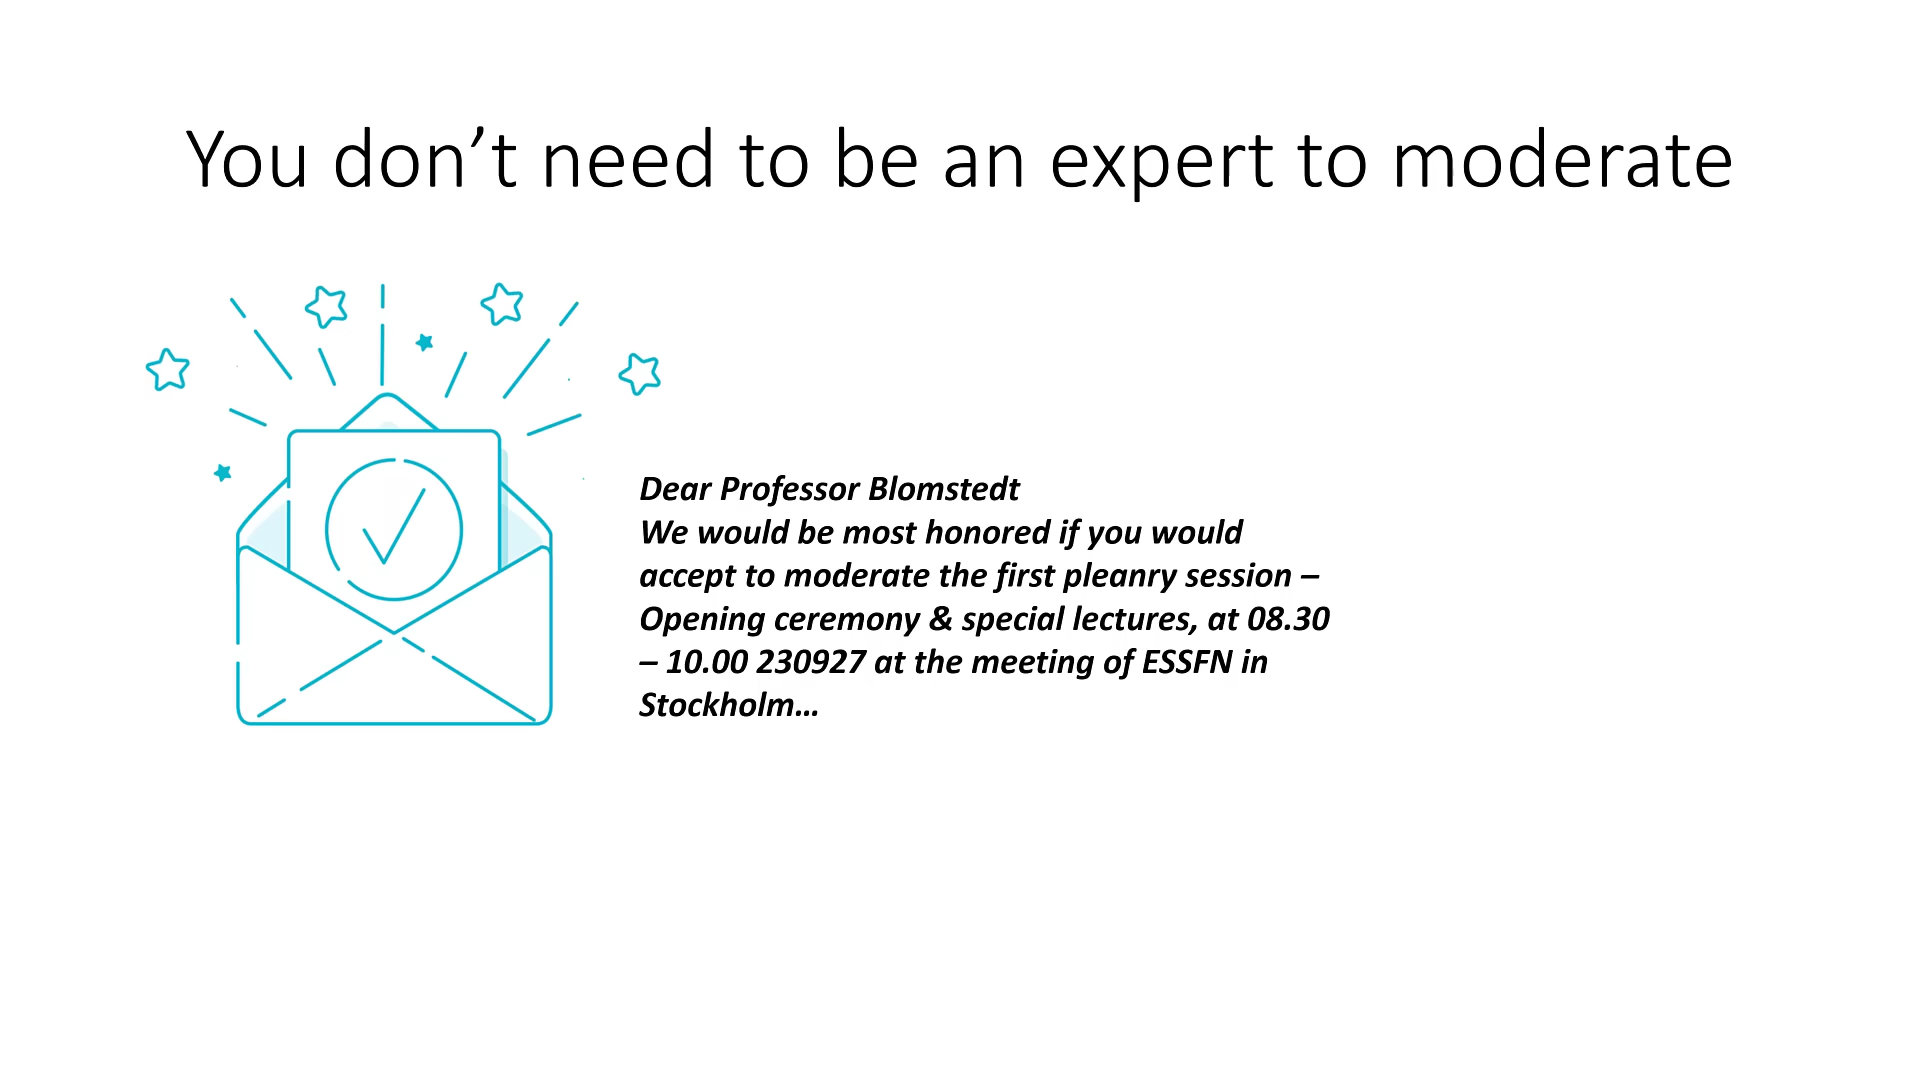 You don’t need to be an expert to moderate
Dear Professor Blomstedt
We would be most honored if you would
accept to moderate the first pleanry session –
Opening ceremony & special lectures, at 08.30
– 10.00 230927 at the meeting of ESSFN in
Stockholm…